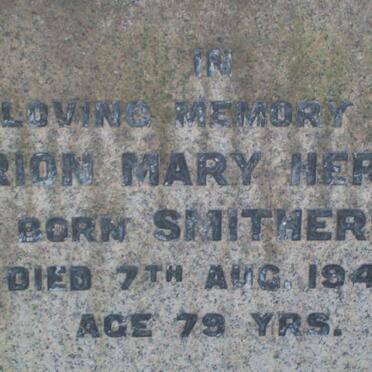 IN
LOVING MEMORY
RION MARY HER
BORN SMITHER
DIED 7TH AUG. 194
AGE 79 YRS.